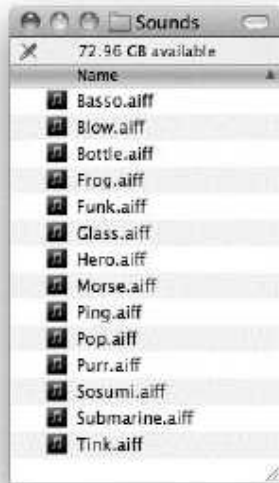 Sounds
72.96 GB available
Name
Basso.aiff
Blow.aiff
Bottle.aiff
Frog.aiff
Funk.aiff
Glass.aiff
Hero.aiff
Morse.aiff
Ping.aiff
Pop.aiff
Purr.aiff
Sosumi.aiff
Submarine.aiff
Tink.aiff